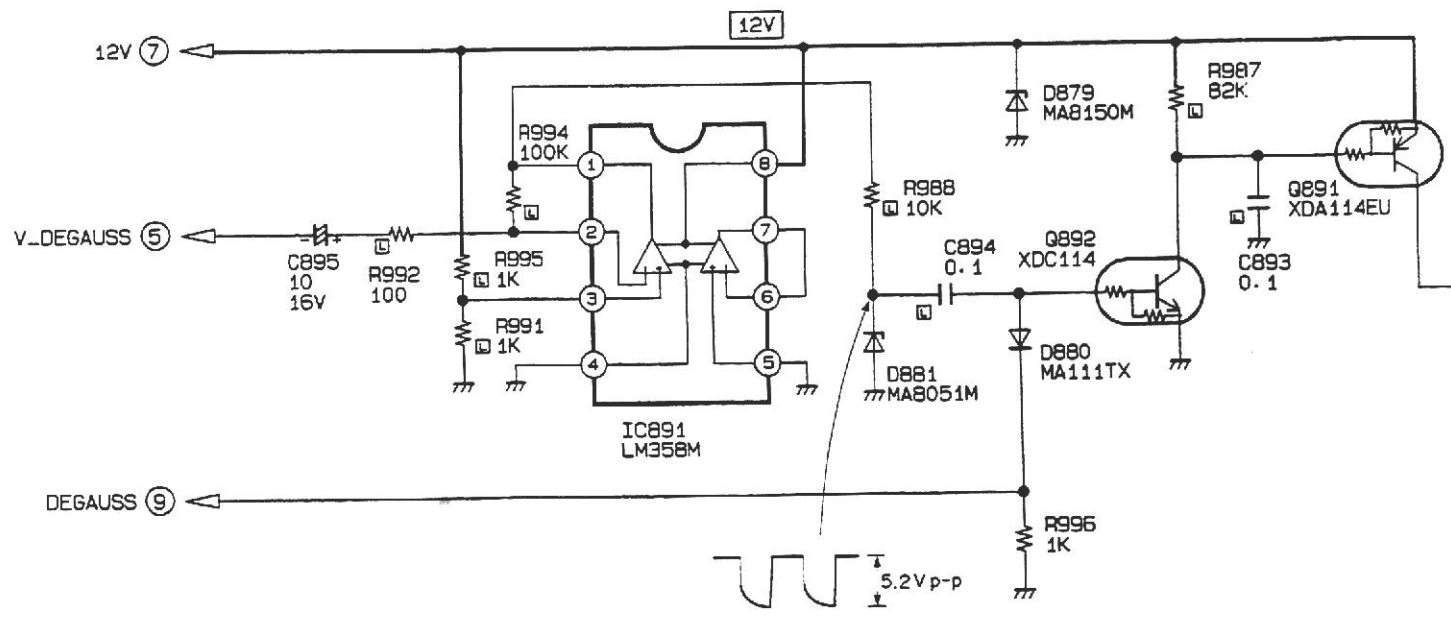 12V
12V 7
R987
82K
L
D879
MA8150M
R994
100K
1
8
L
R988
L 10K
Q891
XDA114EU
V_DEGAUSS 5
- +
L
2
7
C895
10
16V
R992
100
R995
L 1K
C894
0.1
L
Q892
XDC114
L
C893
0.1
3
6
R991
L 1K
4
5
D881
MA8051M
D880
MA111TX
IC891
LM358M
DEGAUSS 9
R996
1K
5.2Vp-p